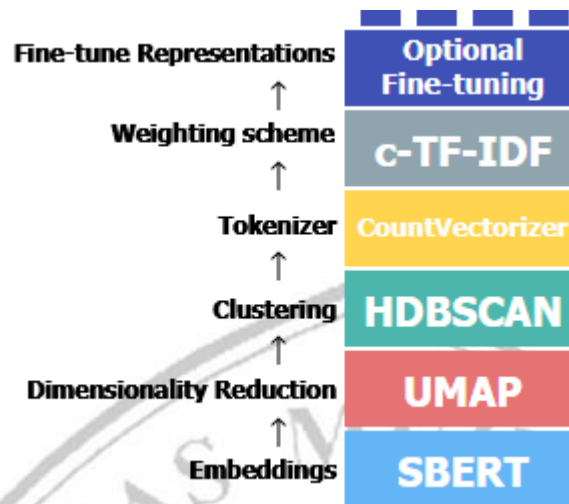 Fine-tune Representations
Optional
Fine-tuning
↑
Weighting scheme
c-TF-IDF
↑
Tokenizer
CountVectorizer
↑
Clustering
HDBSCAN
↑
Dimensionality Reduction
UMAP
↑
Embeddings
SBERT